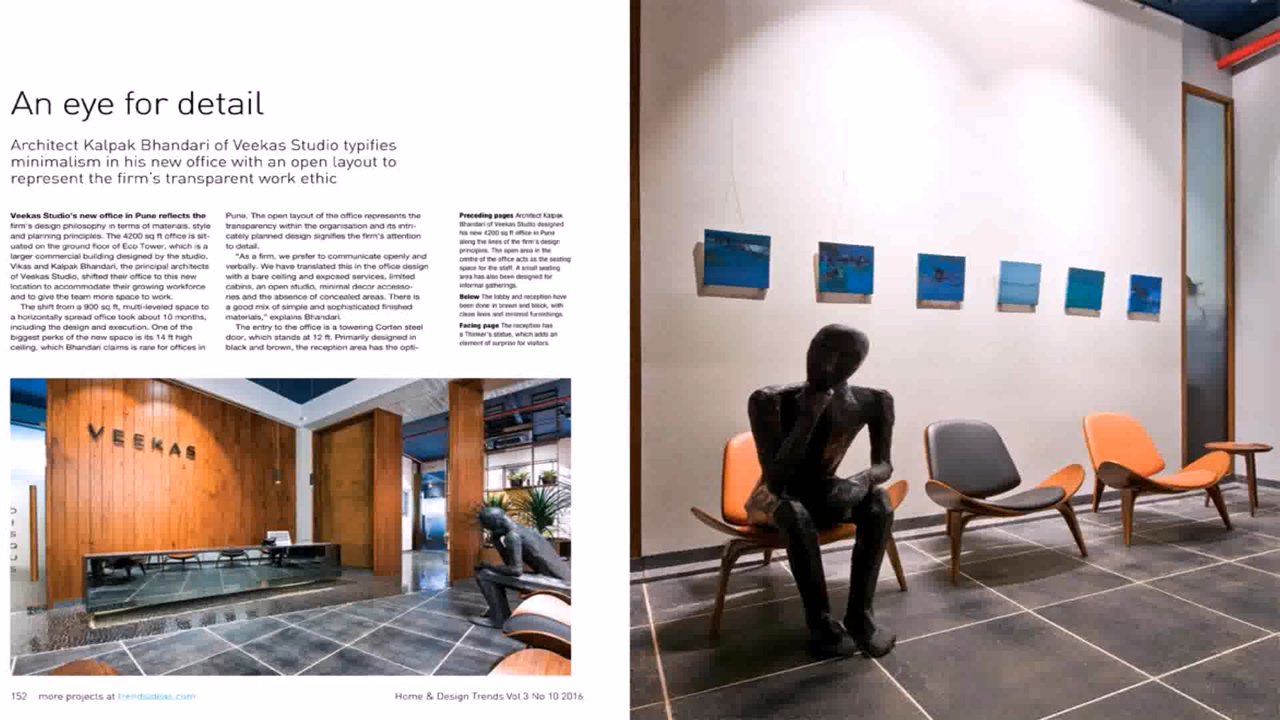 An eye for detail
Architect Kalpak Bhandari of Veekas Studio typifies
minimalism in his new office with an open layout to
represent the firm's transparent work ethic
Veekas Studio's new office in Pune reflects the
firm's design philosophy in terms of materials, style
and planning principles. The 4200 sq ft office is sit-
uated on the ground floor of Eco Tower, which is a
larger commercial building designed by the studio.
Vikas and Kalpak Bhandari, the principal architects
of Veekas Studio, shifted their office to this new
location to accommodate their growing workforce
and to give the team more space to work.
The shift from a 900 sq ft, multi-leveled space to
a horizontally spread office took about 10 months,
including the design and execution. One of the
biggest perks of the new space is its 14 ft high
ceiling, which Bhandari claims is rare for offices in
Pune. The open layout of the office represents the
transparency within the organisation and its intri-
cately planned design signifies the firm's attention
to detail.
"As a firm, we prefer to communicate openly and
verbally. We have translated this in the office design
with a bare ceiling and exposed services, limited
cabins, an open studio, minimal decor accesso-
ries and the absence of concealed areas. There is
a good mix of simple and sophisticated finished
materials," explains Bhandari.
The entry to the office is a towering Corten steel
door, which stands at 12 ft. Primarily designed in
black and brown, the reception area has the opti-
Preceding pages Architect Kalpak
Bhandari of Veekas Studio designed
his new 4200 sq ft office in Pune
along the lines of the firm's design
principles. The open area in the
centre of the office acts as the seating
space for the staff. A small seating
area has also been designed for
informal gatherings.
Below The lobby and reception have
been done in brown and black, with
clean lines and minimal furnishings.
Facing page The reception has
a Thinker's statue, which adds an
element of surprise for visitors.
VEEKAS
152 more projects at trendsideas.com
Home & Design Trends Vol 3 No 10 2016